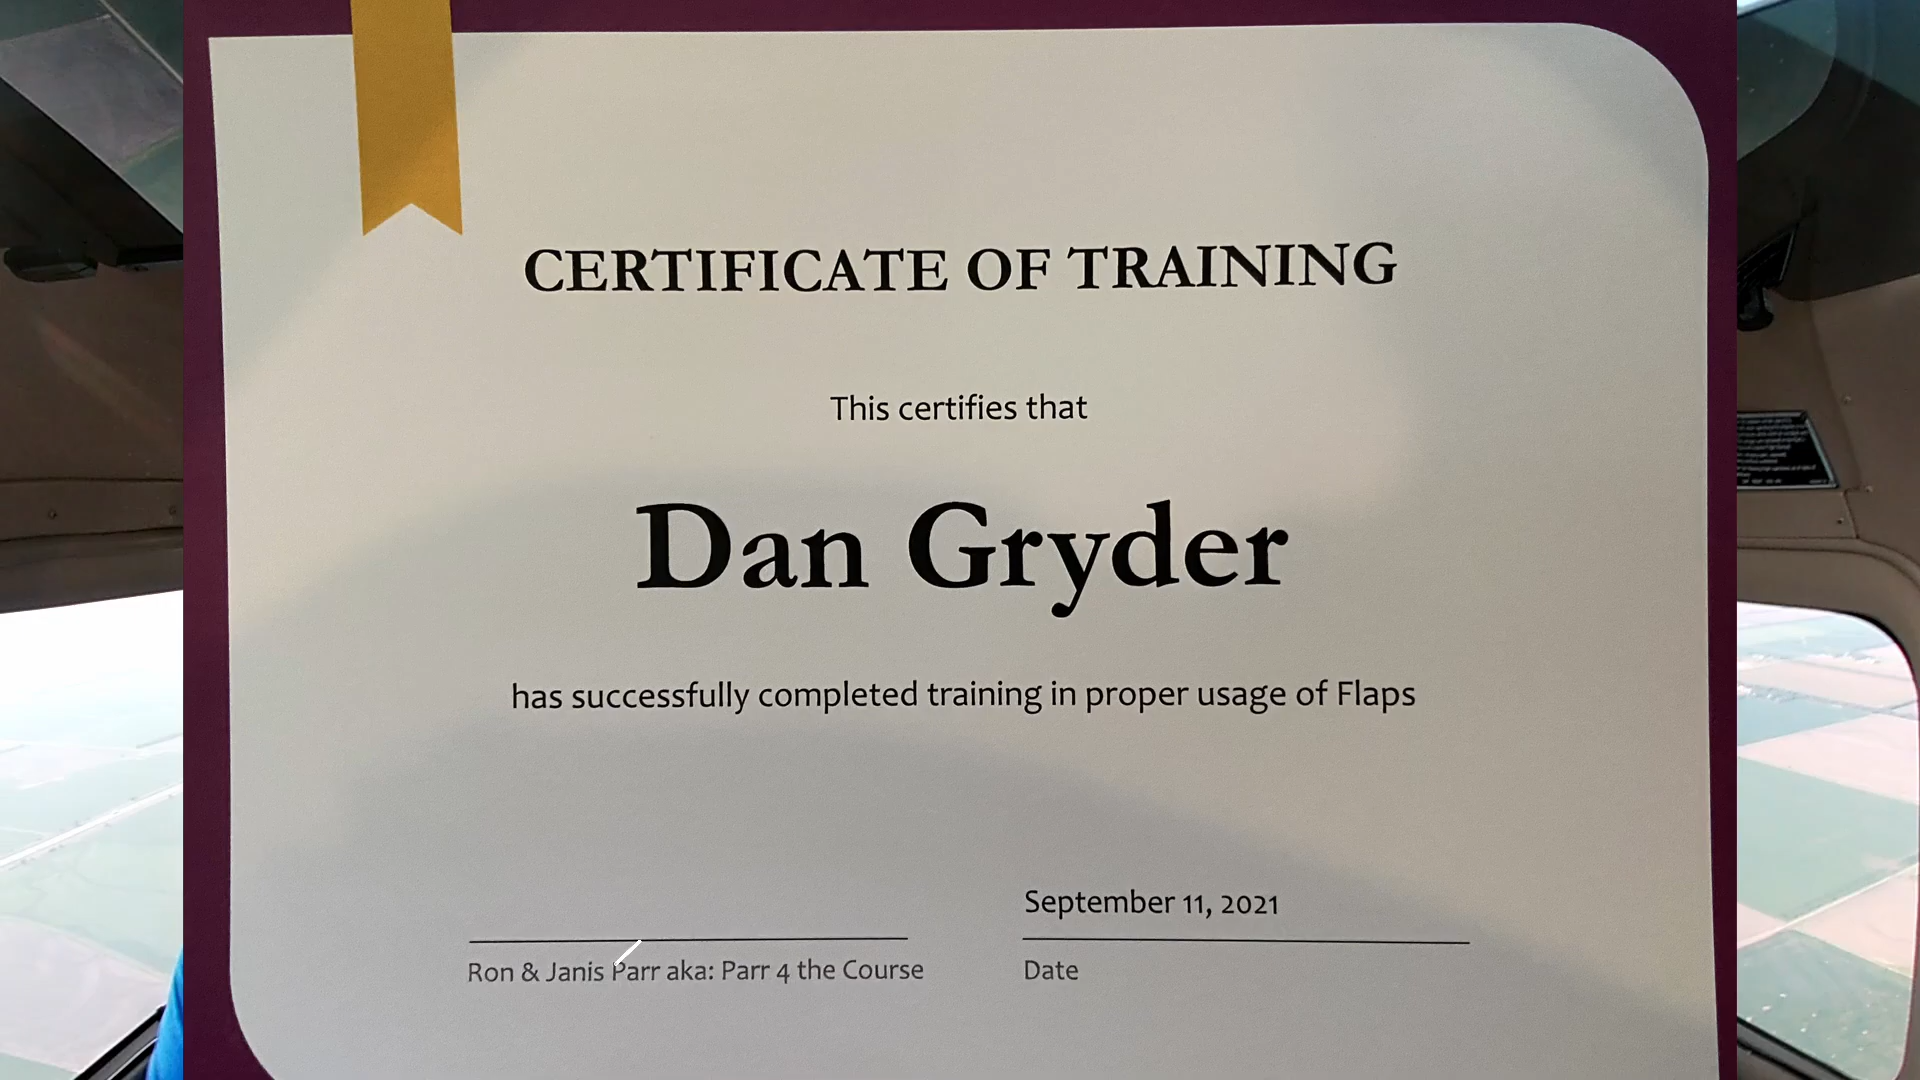 CERTIFICATE OF TRAINING
This certifies that
Dan Gryder
has successfully completed training in proper usage of Flaps
September 11, 2021
Ron & Janis Parr aka: Parr 4 the Course
Date